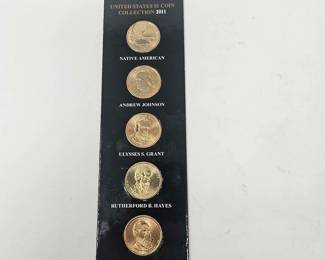 UNITED STATES $1 COIN
COLLECTION 2011
NATIVE AMERICAN
ANDREW JOHNSON
ULYSSES S. GRANT
RUTHERFORD B. HAYES